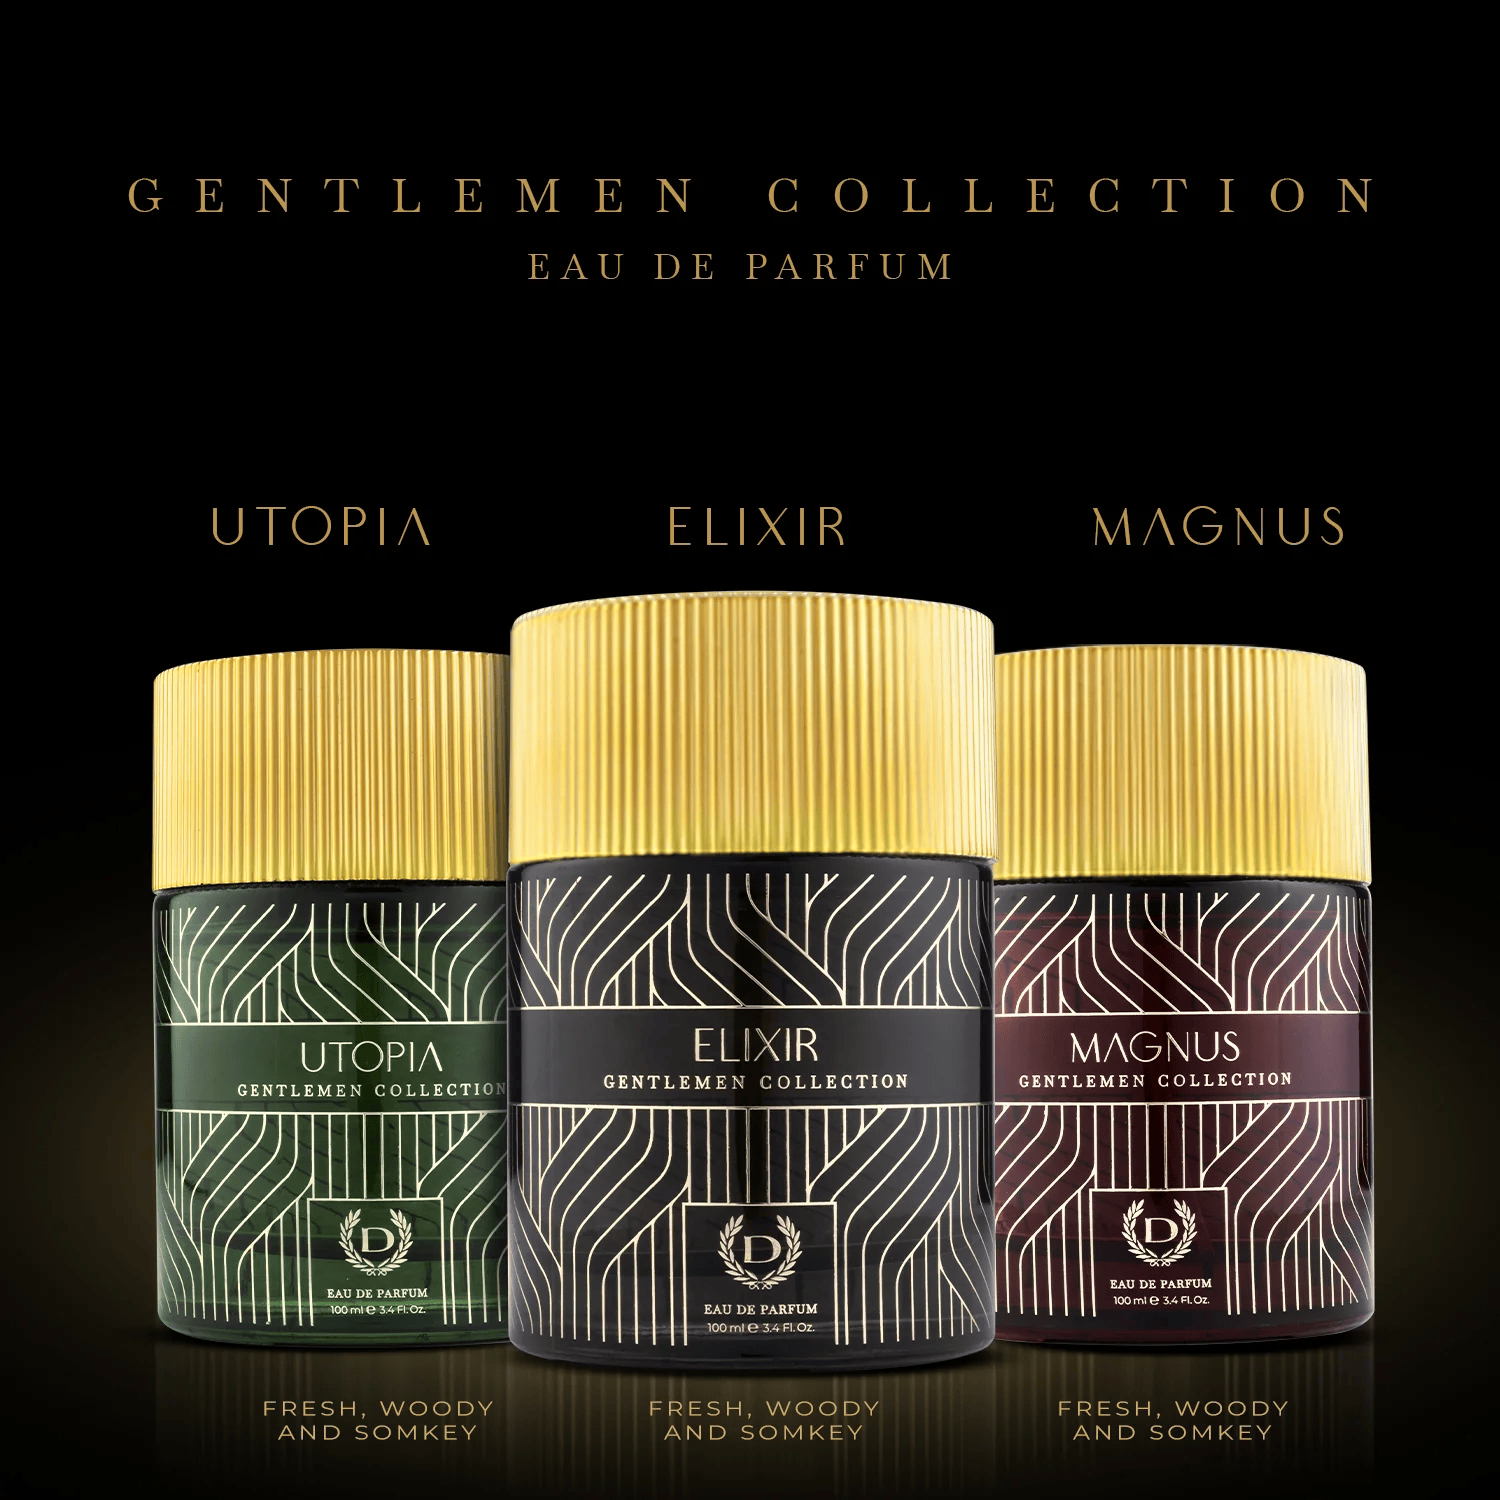 GENTLEMEN COLLECTION
EAU DE PARFUM
UTOPIA
ELIXIR
MAGNUS
UTOPIA
GENTLEMEN COLLECTION
D
EAU DE PARFUM
100 ml ℮ 3.4 Fl. Oz.
ELIXIR
GENTLEMEN COLLECTION
D
EAU DE PARFUM
100 ml ℮ 3.4 Fl. Oz.
MAGNUS
GENTLEMEN COLLECTION
D
EAU DE PARFUM
100 ml ℮ 3.4 Fl. Oz.
FRESH, WOODY
AND SOMKEY
FRESH, WOODY
AND SOMKEY
FRESH, WOODY
AND SOMKEY